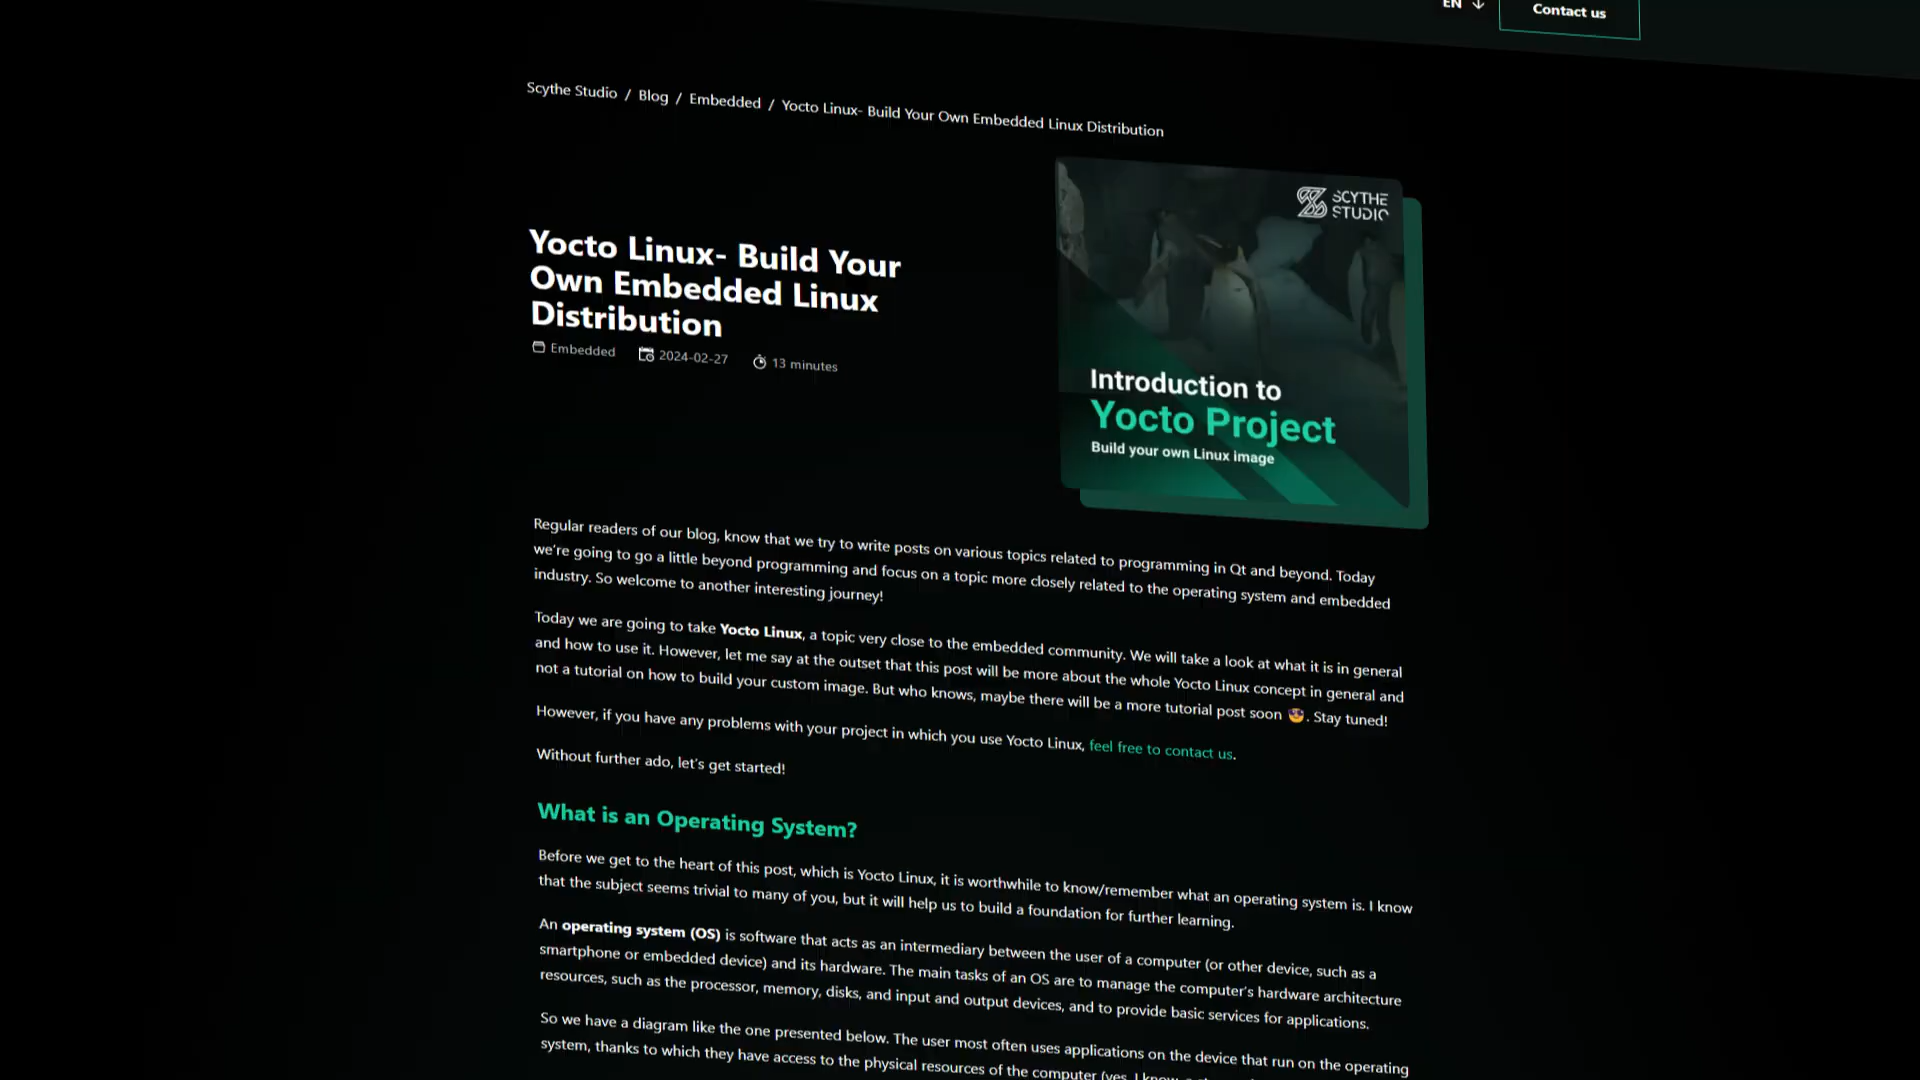 EN
Contact us
Scythe Studio / Blog / Embedded / Yocto Linux- Build Your Own Embedded Linux Distribution
SCYTHE
STUDIO
Yocto Linux- Build Your
Own Embedded Linux
Distribution
Embedded 2024-02-27 13 minutes
Introduction to
Yocto Project
Build your own Linux image
Regular readers of our blog, know that we try to write posts on various topics related to programming in Qt and beyond. Today
we're going to go a little beyond programming and focus on a topic more closely related to the operating system and embedded
industry. So welcome to another interesting journey!
Today we are going to take Yocto Linux, a topic very close to the embedded community. We will take a look at what it is in general
and how to use it. However, let me say at the outset that this post will be more about the whole Yocto Linux concept in general and
not a tutorial on how to build your custom image. But who knows, maybe there will be a more tutorial post soon 🤠. Stay tuned!
However, if you have any problems with your project in which you use Yocto Linux, feel free to contact us.
Without further ado, let's get started!
What is an Operating System?
Before we get to the heart of this post, which is Yocto Linux, it is worthwhile to know/remember what an operating system is. I know
that the subject seems trivial to many of you, but it will help us to build a foundation for further learning.
An operating system (OS) is software that acts as an intermediary between the user of a computer (or other device, such as a
smartphone or embedded device) and its hardware. The main tasks of an OS are to manage the computer's hardware architecture
resources, such as the processor, memory, disks, and input and output devices, and to provide basic services for applications.
So we have a diagram like the one presented below. The user most often uses applications on the device that run on the operating
system, thanks to which they have access to the physical resources of the computer (yes, I know